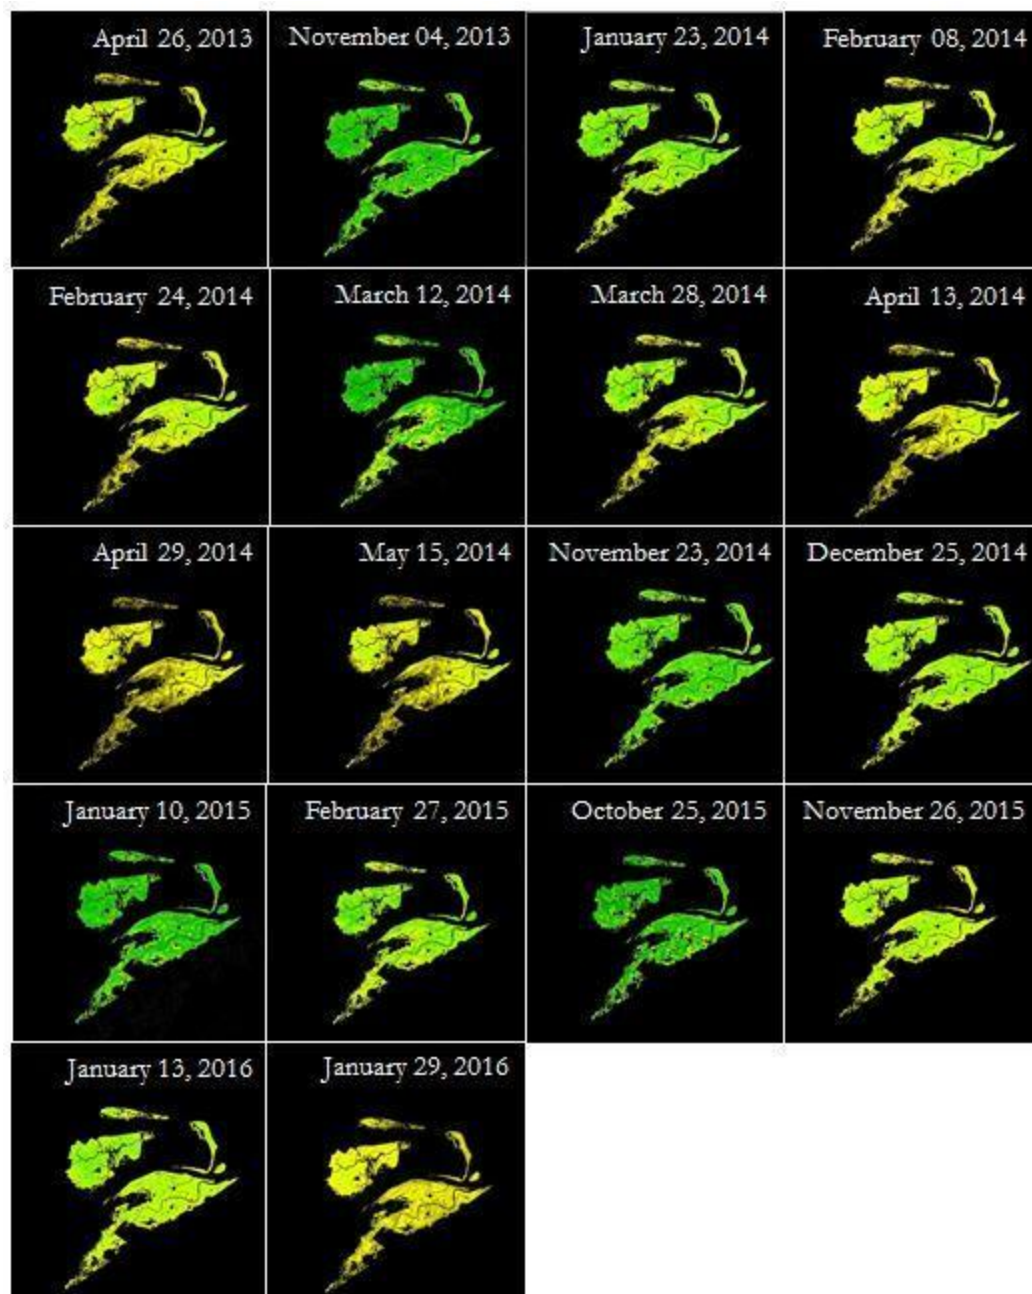 April 26, 2013
November 04, 2013
January 23, 2014
February 08, 2014
February 24, 2014
March 12, 2014
March 28, 2014
April 13, 2014
April 29, 2014
May 15, 2014
November 23, 2014
December 25, 2014
January 10, 2015
February 27, 2015
October 25, 2015
November 26, 2015
January 13, 2016
January 29, 2016